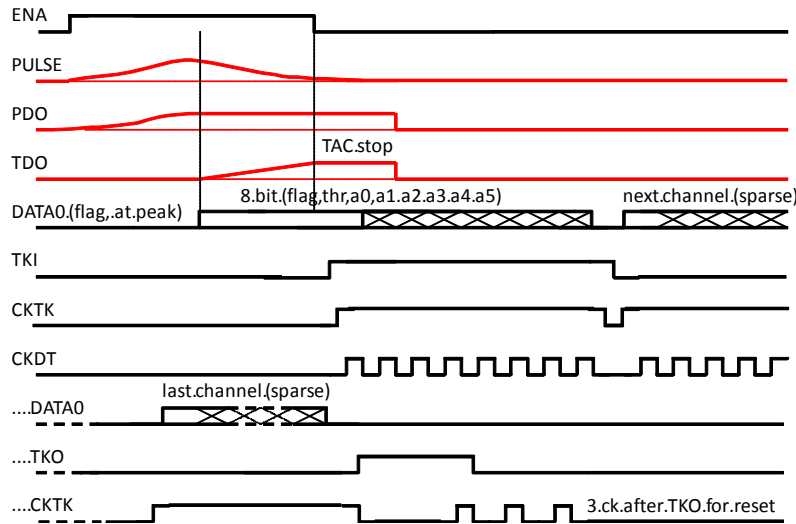 ENA
PULSE
PDO
TAC.stop
TDO
8.bit.(flag,thr,a0,a1.a2.a3.a4.a5)
next.channel.(sparse)
DATA0.(flag,.at.peak)
TKI
CKTK
CKDT
last.channel.(sparse)
....DATA0
....TKO
....CKTK
3.ck.after.TKO.for.reset